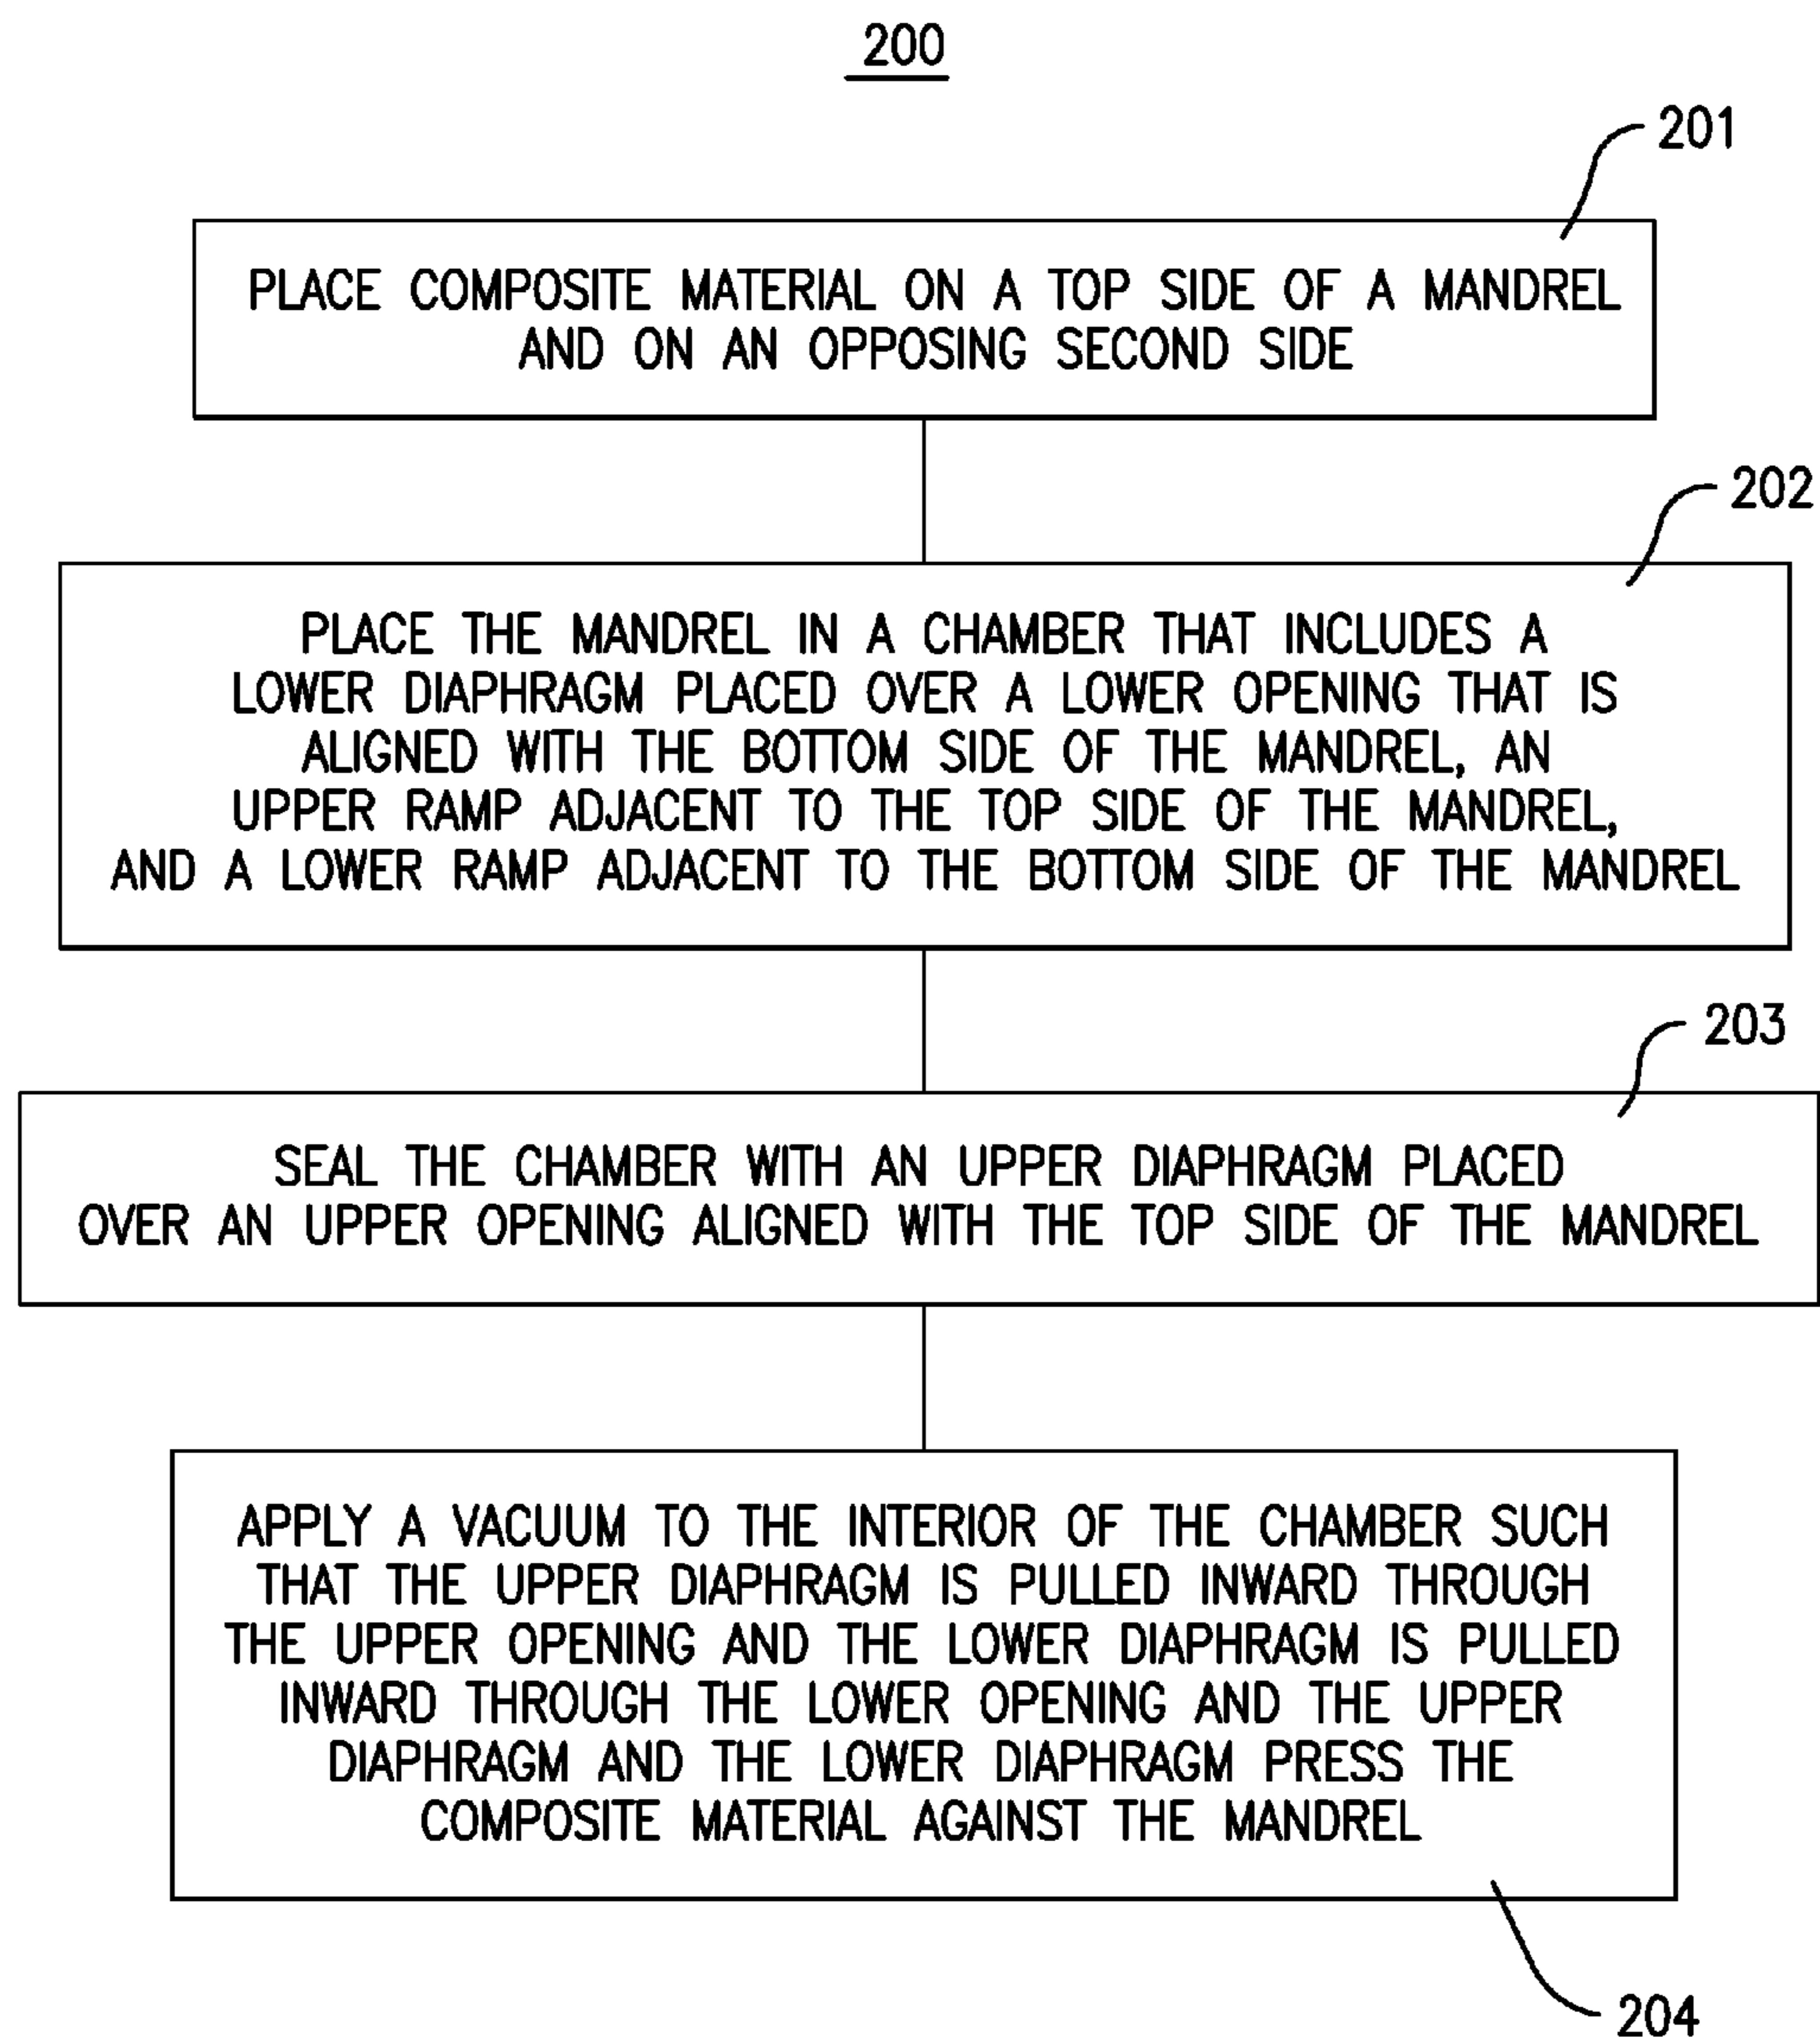 200
201
PLACE COMPOSITE MATERIAL ON A TOP SIDE OF A MANDREL
AND ON AN OPPOSING SECOND SIDE
202
PLACE THE MANDREL IN A CHAMBER THAT INCLUDES A
LOWER DIAPHRAGM PLACED OVER A LOWER OPENING THAT IS
ALIGNED WITH THE BOTTOM SIDE OF THE MANDREL, AN
UPPER RAMP ADJACENT TO THE TOP SIDE OF THE MANDREL,
AND A LOWER RAMP ADJACENT TO THE BOTTOM SIDE OF THE MANDREL
203
SEAL THE CHAMBER WITH AN UPPER DIAPHRAGM PLACED
OVER AN UPPER OPENING ALIGNED WITH THE TOP SIDE OF THE MANDREL
APPLY A VACUUM TO THE INTERIOR OF THE CHAMBER SUCH
THAT THE UPPER DIAPHRAGM IS PULLED INWARD THROUGH
THE UPPER OPENING AND THE LOWER DIAPHRAGM IS PULLED
INWARD THROUGH THE LOWER OPENING AND THE UPPER
DIAPHRAGM AND THE LOWER DIAPHRAGM PRESS THE
COMPOSITE MATERIAL AGAINST THE MANDREL
204